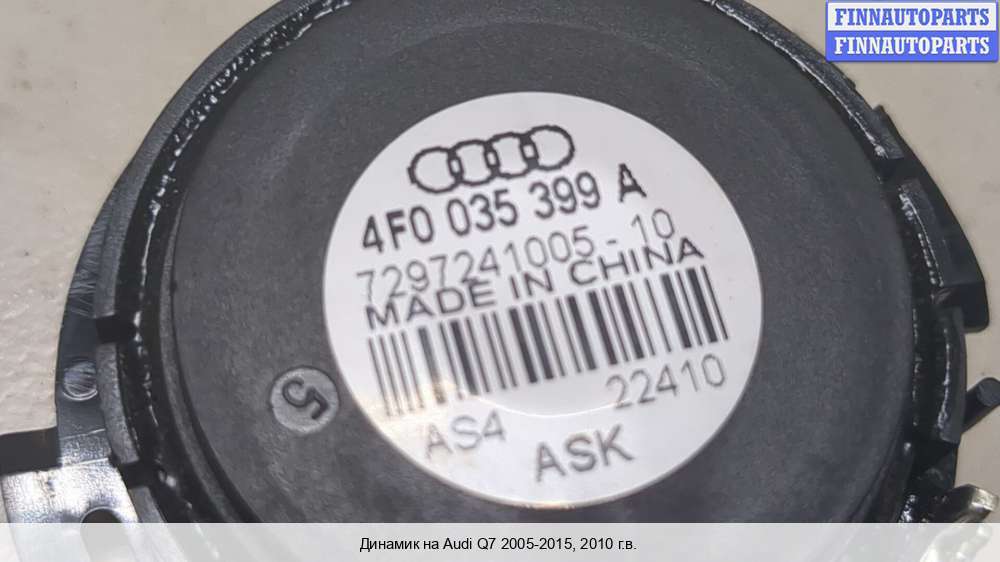 FINNAUTOPARTS
FINNAUTOPARTS
4F0 035 399 A
7297241005-10
MADE IN CHINA
AS4 22410
ASK
5
Динамик на Audi Q7 2005-2015, 2010 г.в.